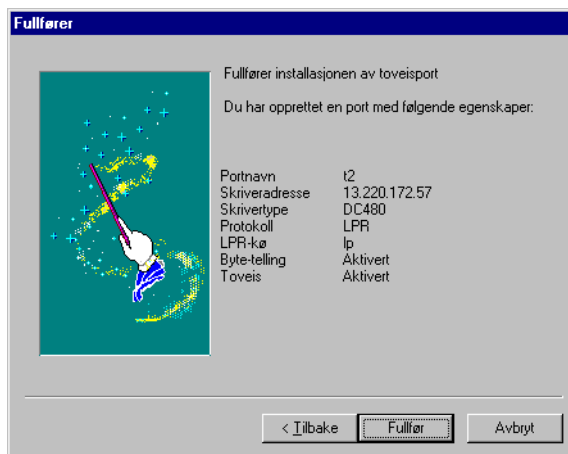 Fullfører
Fullfører installasjonen av toveisport
Du har opprettet en port med følgende egenskaper:
Portnavn t2
Skriveradresse 13.220.172.57
Skrivertype DC480
Protokoll LPR
LPR-kø lp
Byte-telling Aktivert
Toveis Aktivert
< Tilbake Fullfør Avbryt